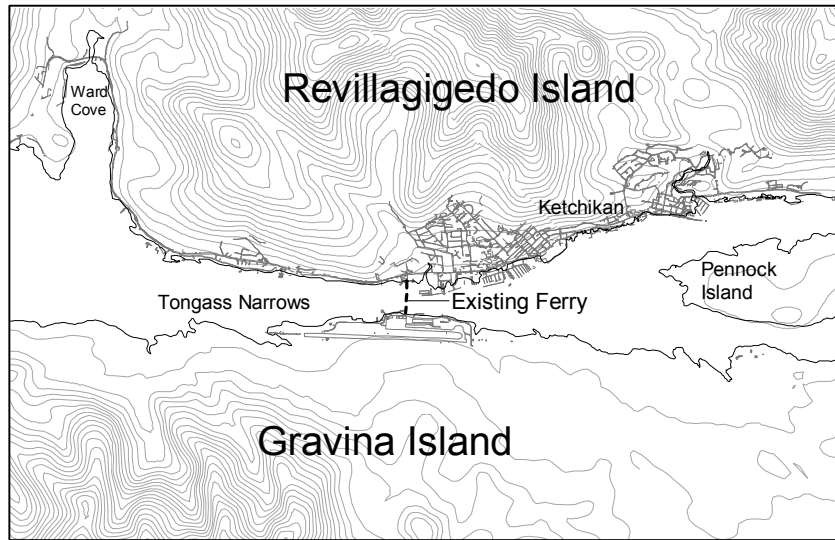 Revillagigedo Island
Ward
Cove
Ketchikan
Pennock
Island
Tongass Narrows
Existing Ferry
Gravina Island